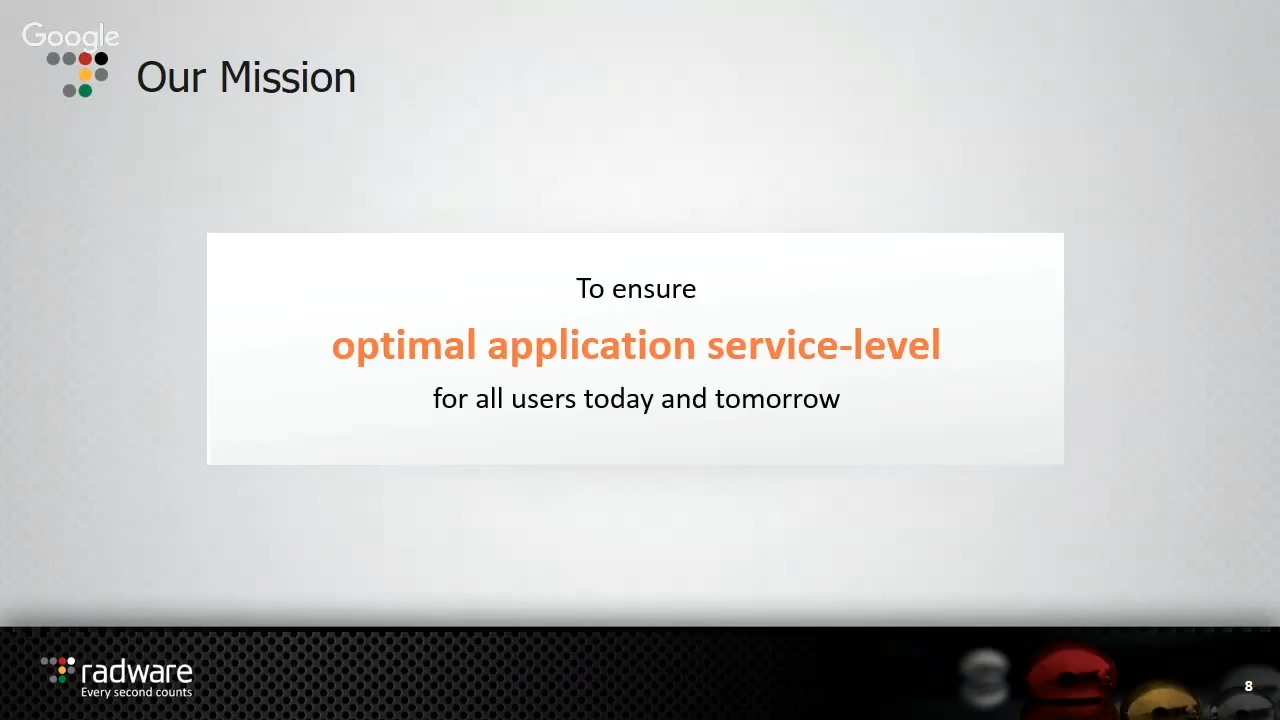 Google
Our Mission
To ensure
optimal application service-level
for all users today and tomorrow
radware
Every second counts
8